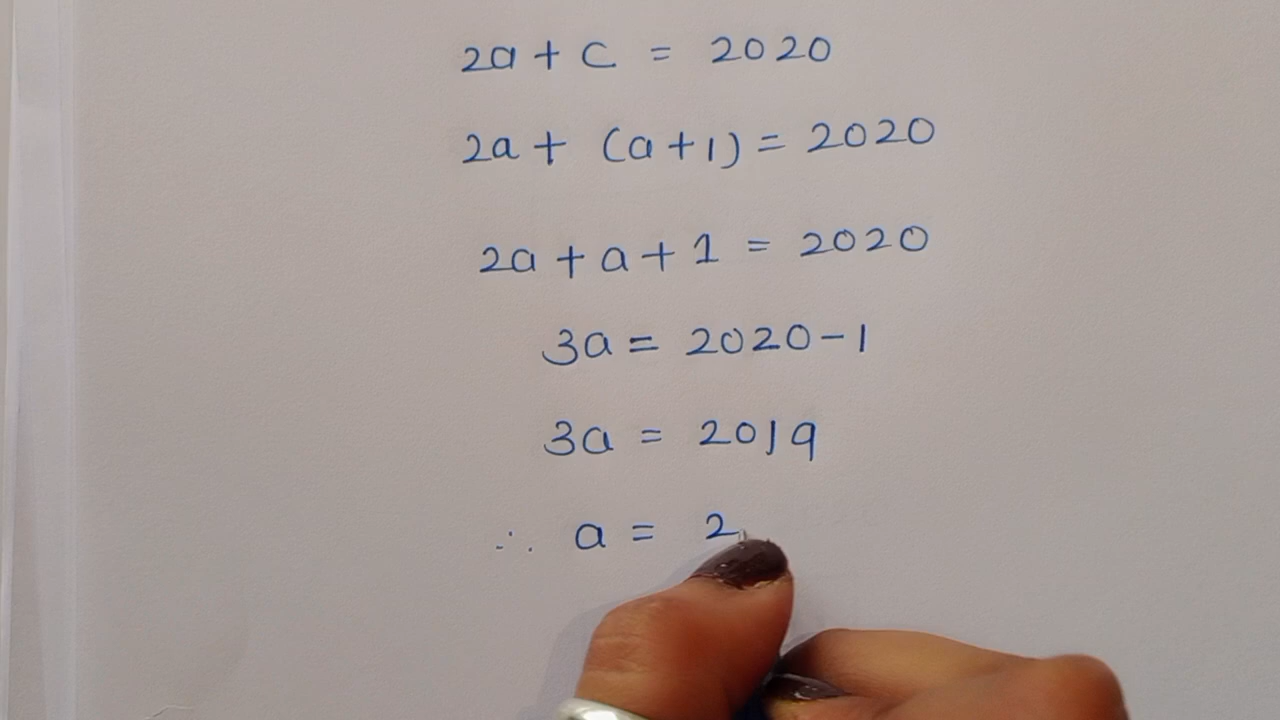 2a + c = 2020
2a + (a+1) = 2020
2a + a + 1 = 2020
3a = 2020 - 1
3a = 2019
∴ a = 2